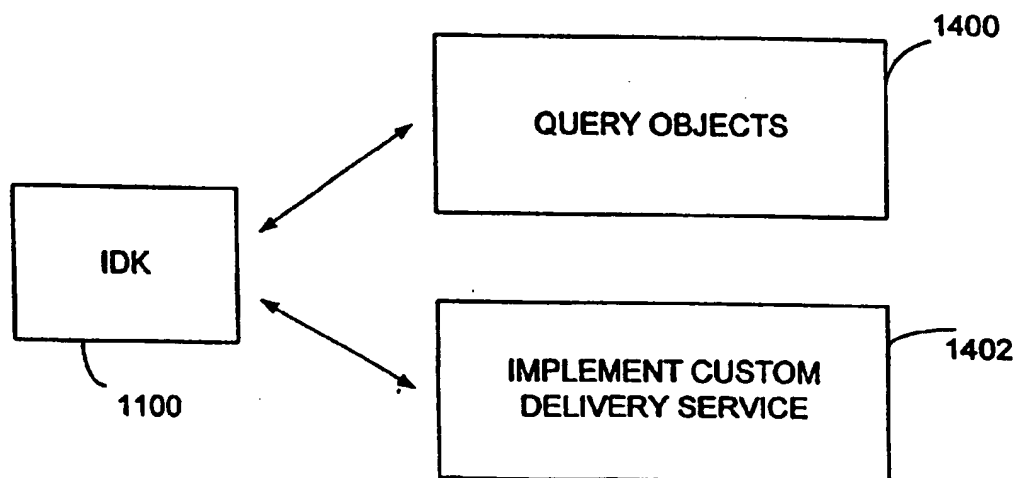 1400
QUERY OBJECTS
IDK
1100
IMPLEMENT CUSTOM
DELIVERY SERVICE
1402